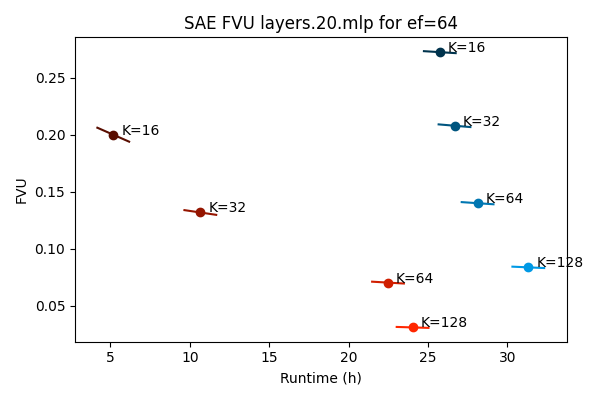 SAE FVU layers.20.mlp for ef=64
FVU
0.25
0.20
0.15
0.10
0.05
K=16
K=32
K=64
K=128
K=16
K=32
K=64
K=128
5
10
15
20
25
30
Runtime (h)